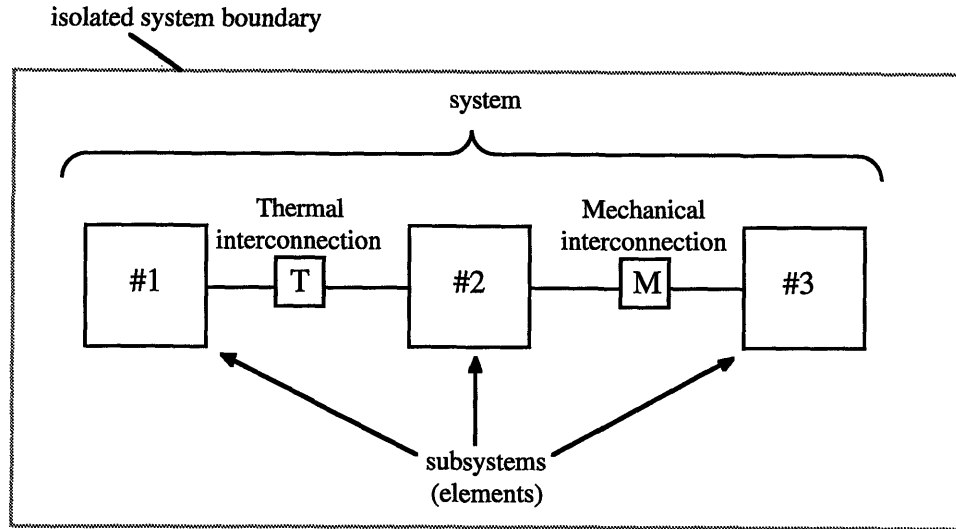 isolated system boundary
system
Thermal
interconnection
Mechanical
interconnection
#1
T
#2
M
#3
subsystems
(elements)